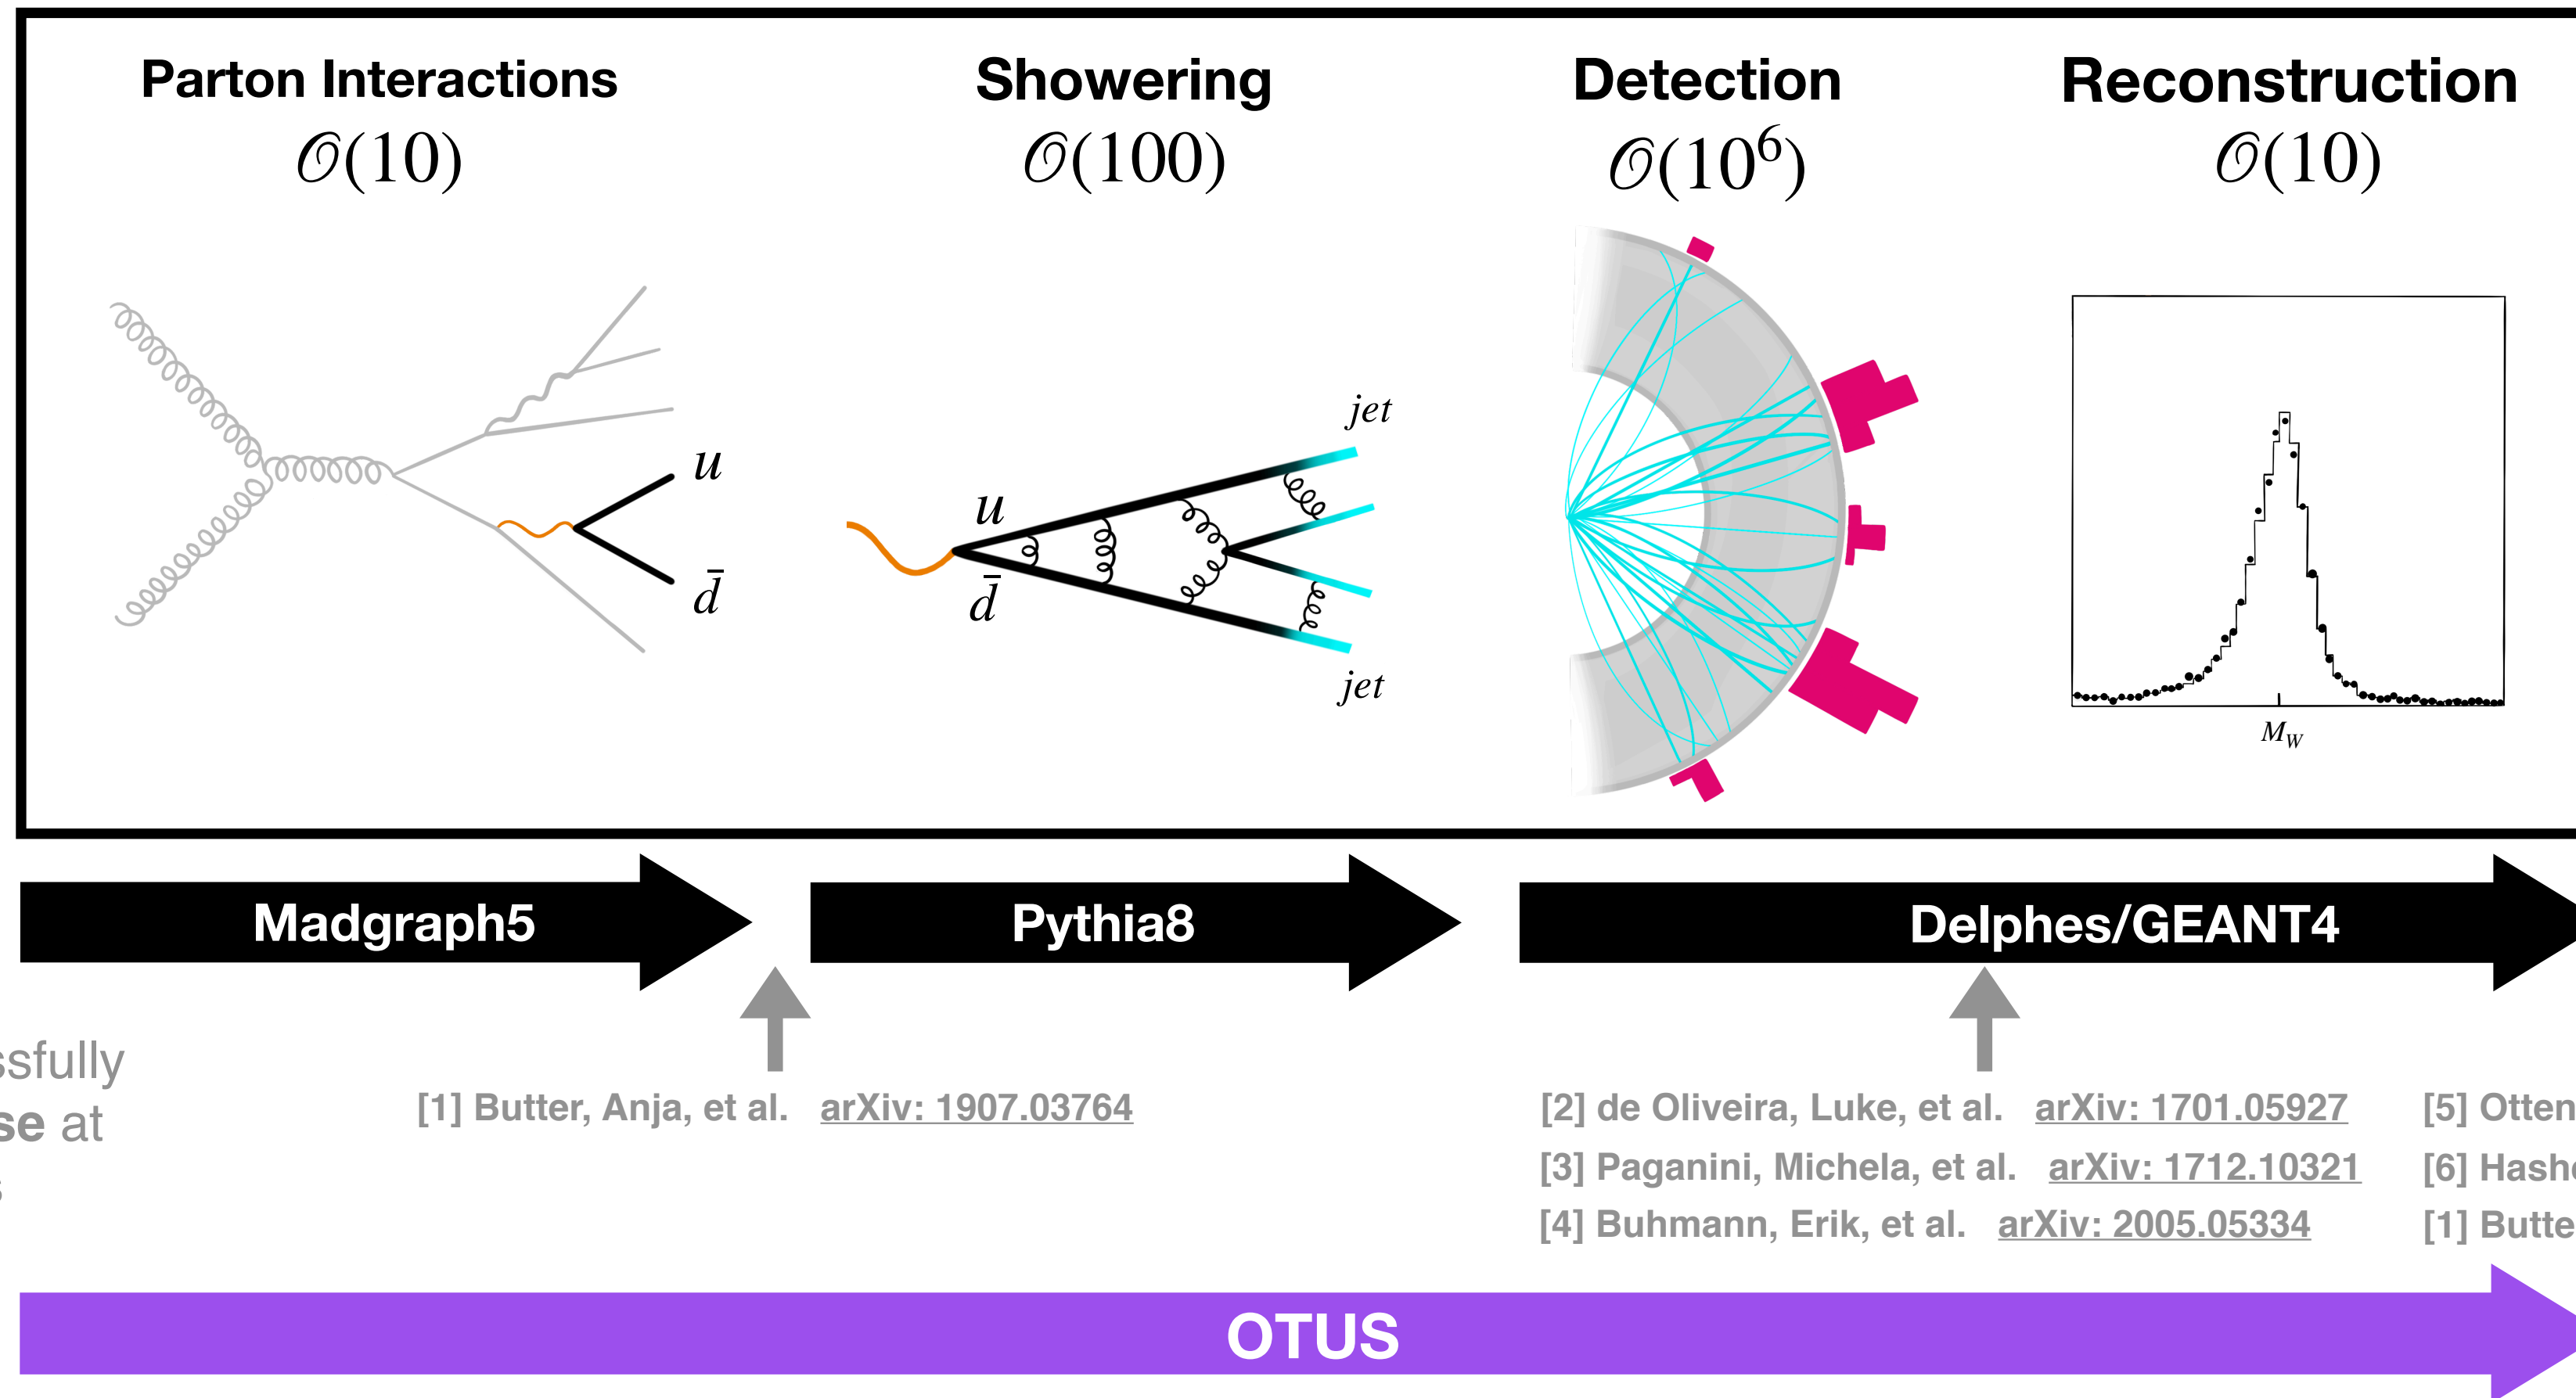 Parton Interactions
𝒪(10)
Showering
𝒪(100)
Detection
𝒪(10⁶)
Reconstruction
𝒪(10)
u
d̄
u
d̄
jet
jet
M_W
Madgraph5
Pythia8
Delphes/GEANT4
ssfully
se at
s
[1] Butter, Anja, et al. arXiv: 1907.03764
[2] de Oliveira, Luke, et al. arXiv: 1701.05927
[3] Paganini, Michela, et al. arXiv: 1712.10321
[4] Buhmann, Erik, et al. arXiv: 2005.05334
[5] Otten
[6] Hash
[1] Butte
OTUS